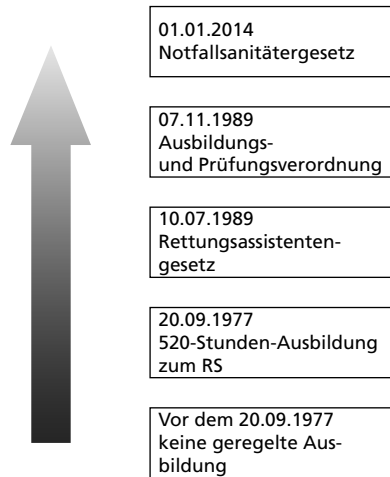 01.01.2014
Notfallsanitätergesetz
07.11.1989
Ausbildungs-
und Prüfungsverordnung
10.07.1989
Rettungsassistenten-
gesetz
20.09.1977
520-Stunden-Ausbildung
zum RS
Vor dem 20.09.1977
keine geregelte Aus-
bildung